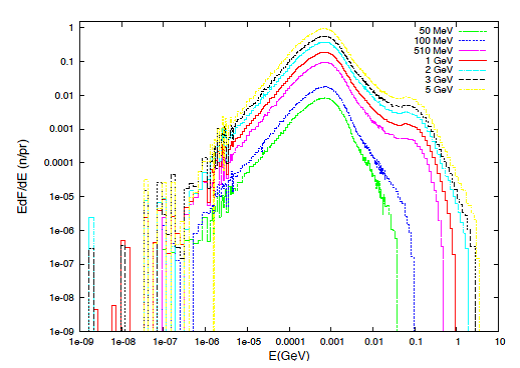 50 MeV
100 MeV
510 MeV
1 GeV
2 GeV
3 GeV
5 GeV
1
0.1
0.01
0.001
0.0001
1e-05
1e-06
1e-07
1e-08
1e-09
EdF/dE (n/pr)
1e-09 1e-08 1e-07 1e-06 1e-05 0.0001 0.001 0.01 0.1 1 10
E(GeV)